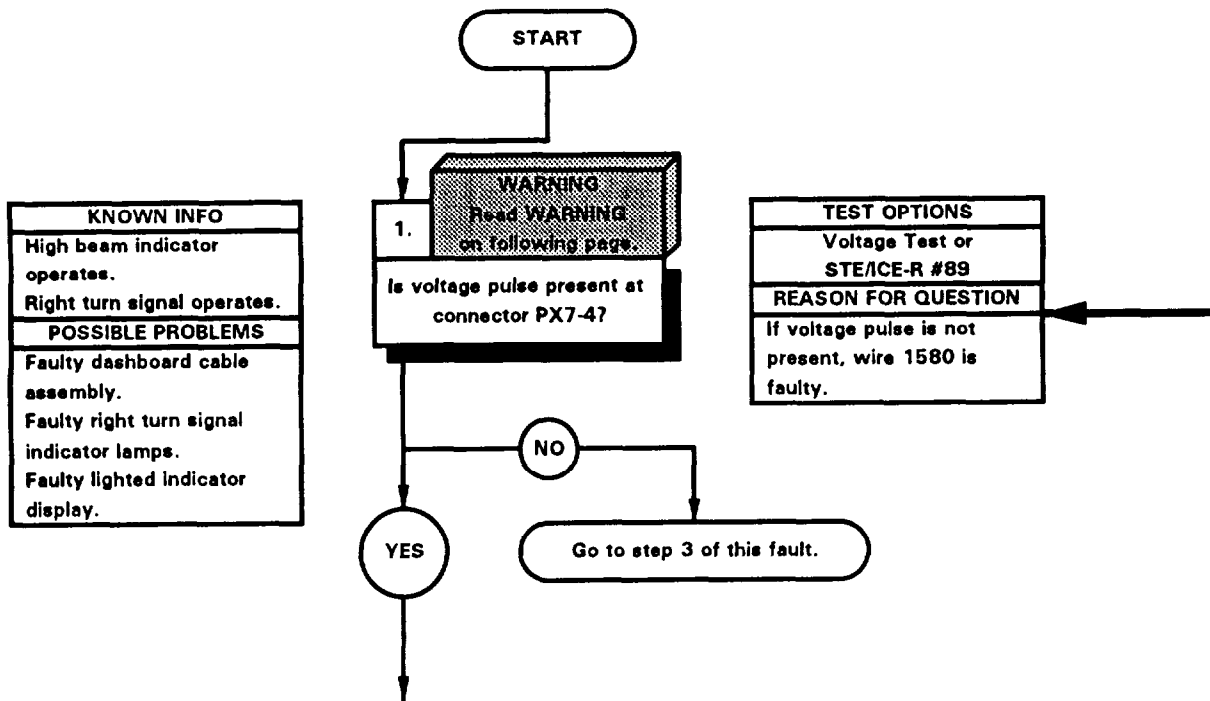 START
WARNING
Read WARNING
on following page.
1.
Is voltage pulse present at
connector PX7-4?
KNOWN INFO
High beam indicator
operates.
Right turn signal operates.
POSSIBLE PROBLEMS
Faulty dashboard cable
assembly.
Faulty right turn signal
indicator lamps.
Faulty lighted indicator
display.
TEST OPTIONS
Voltage Test or
STE/ICE-R #89
REASON FOR QUESTION
If voltage pulse is not
present, wire 1580 is
faulty.
NO
YES
Go to step 3 of this fault.